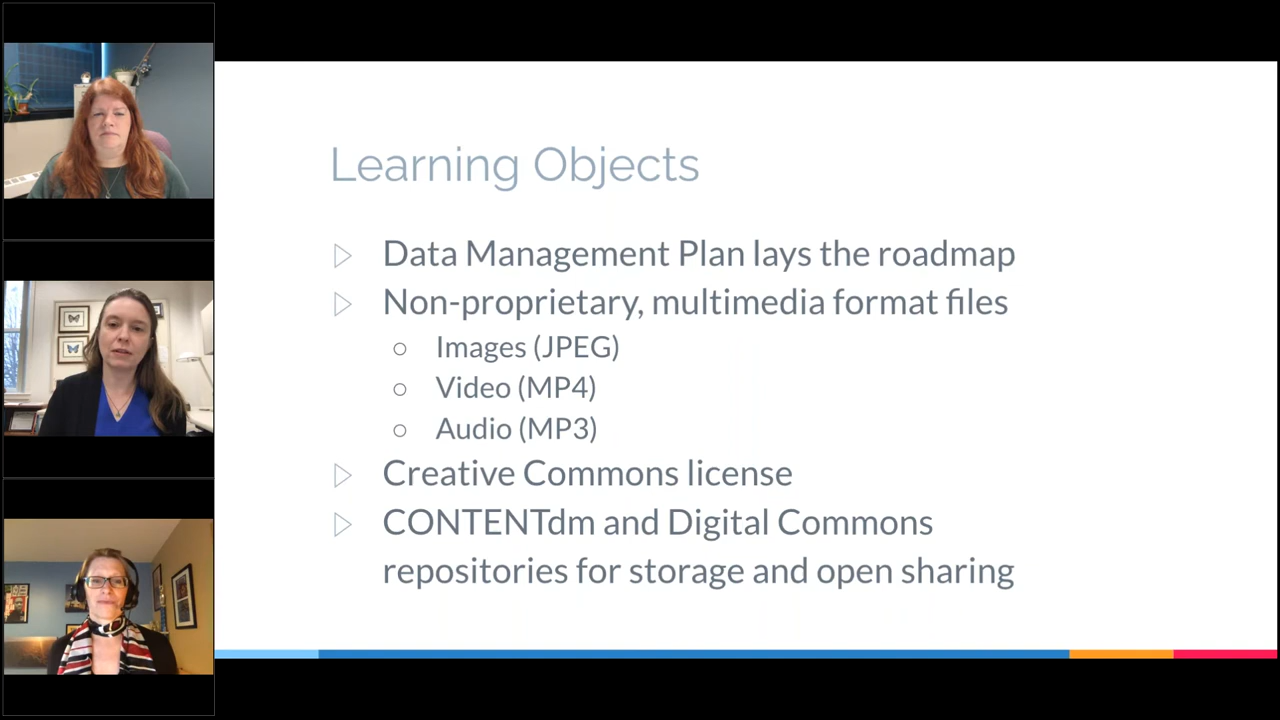 Learning Objects
Data Management Plan lays the roadmap
Non-proprietary, multimedia format files
Images (JPEG)
Video (MP4)
Audio (MP3)
Creative Commons license
CONTENTdm and Digital Commons
repositories for storage and open sharing